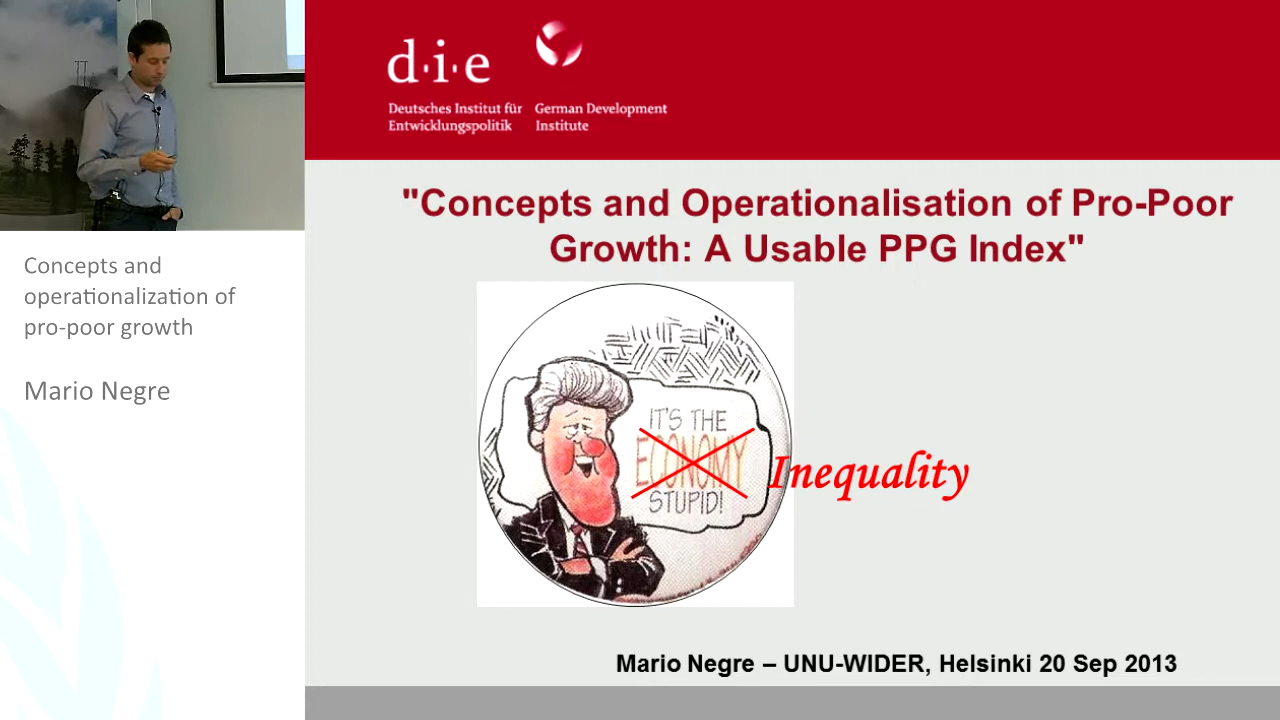 d·i·e
Deutsches Institut für
Entwicklungspolitik
German Development
Institute
"Concepts and Operationalisation of Pro-Poor
Growth: A Usable PPG Index"
IT'S THE
ECONOMY
STUPID!
Inequality
Mario Negre – UNU-WIDER, Helsinki 20 Sep 2013
Concepts and
operationalization of
pro-poor growth
Mario Negre